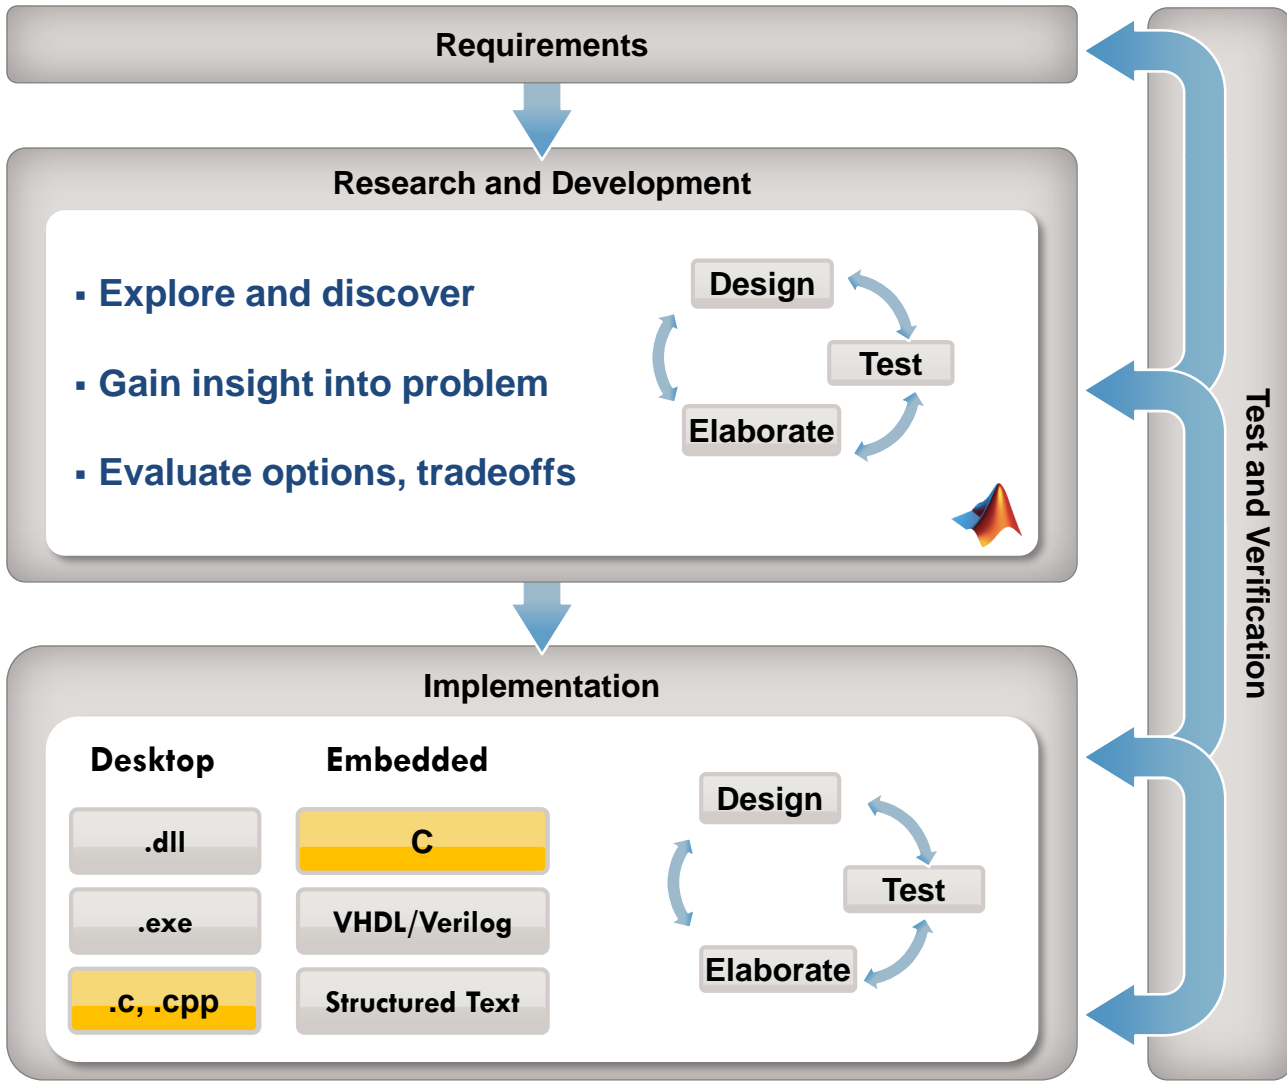 Requirements
Research and Development
▪ Explore and discover
▪ Gain insight into problem
▪ Evaluate options, tradeoffs
Design
Test
Elaborate
Implementation
Desktop
Embedded
.dll
C
.exe
VHDL/Verilog
.c, .cpp
Structured Text
Design
Test
Elaborate
Test and Verification